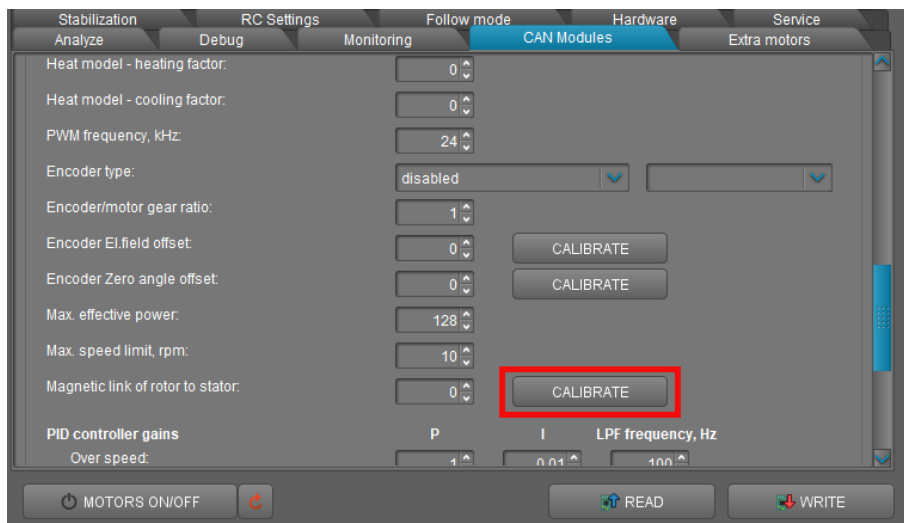 Stabilization RC Settings Follow mode Hardware Service
Analyze Debug Monitoring CAN Modules Extra motors
Heat model - heating factor: 0
Heat model - cooling factor: 0
PWM frequency, kHz: 24
Encoder type: disabled
Encoder/motor gear ratio: 1
Encoder El.field offset: 0 CALIBRATE
Encoder Zero angle offset: 0 CALIBRATE
Max. effective power: 128
Max. speed limit, rpm: 10
Magnetic link of rotor to stator: 0 CALIBRATE
PID controller gains P I LPF frequency, Hz
Over speed: 1 0.01 100
MOTORS ON/OFF READ WRITE